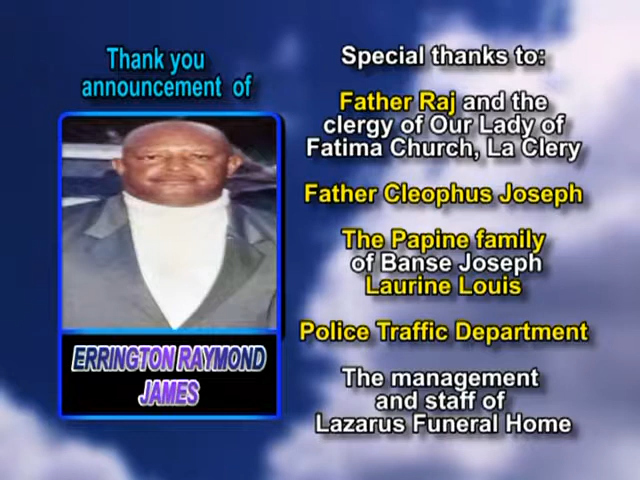 Thank you
announcement of
ERRINGTON RAYMOND
JAMES
Special thanks to:
Father Raj and the
clergy of Our Lady of
Fatima Church, La Clery
Father Cleophus Joseph
The Papine family
of Banse Joseph
Laurine Louis
Police Traffic Department
The management
and staff of
Lazarus Funeral Home